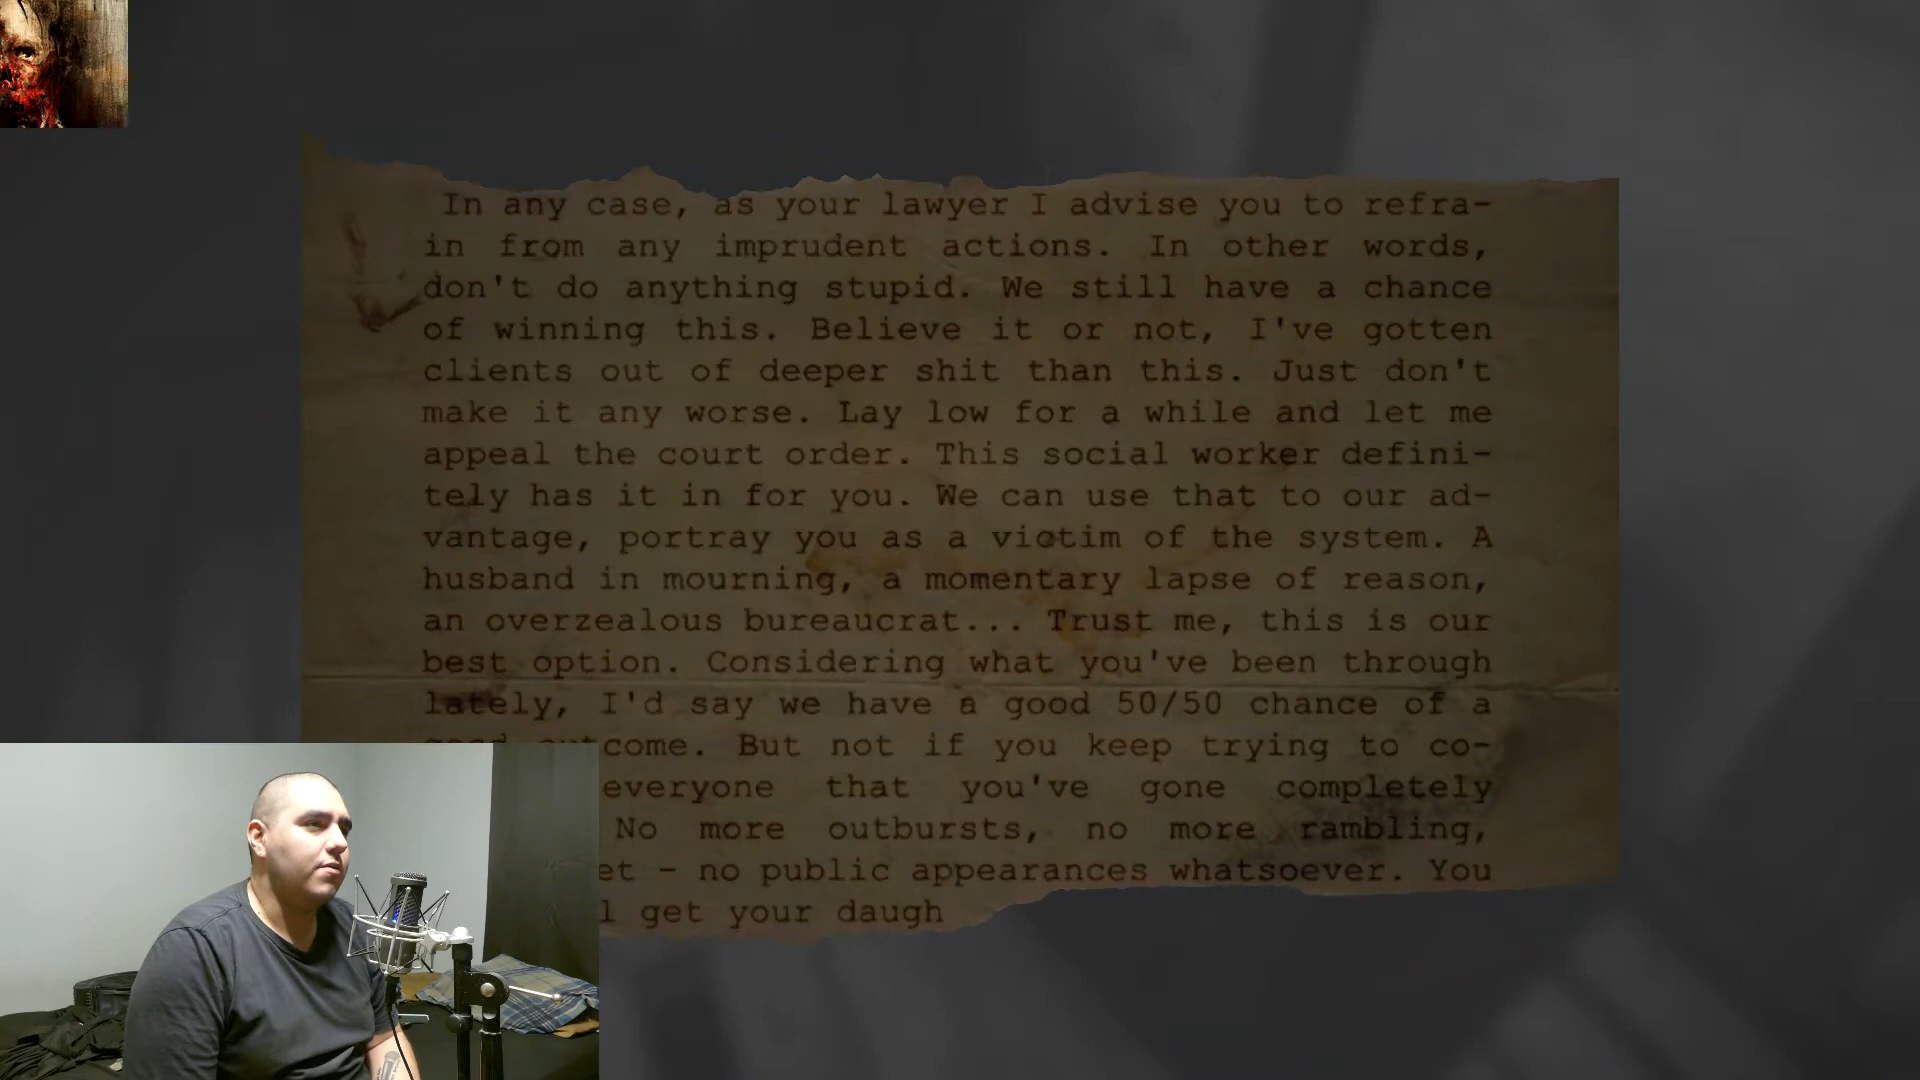 In any case, as your lawyer I advise you to refra-
in from any imprudent actions. In other words,
don't do anything stupid. We still have a chance
of winning this. Believe it or not, I've gotten
clients out of deeper shit than this. Just don't
make it any worse. Lay low for a while and let me
appeal the court order. This social worker defini-
tely has it in for you. We can use that to our ad-
vantage, portray you as a victim of the system. A
husband in mourning, a momentary lapse of reason,
an overzealous bureaucrat... Trust me, this is our
best option. Considering what you've been through
lately, I'd say we have a good 50/50 chance of a
good outcome. But not if you keep trying to co-
everyone that you've gone completely
No more outbursts, no more rambling,
et - no public appearances whatsoever. You
l get your daugh